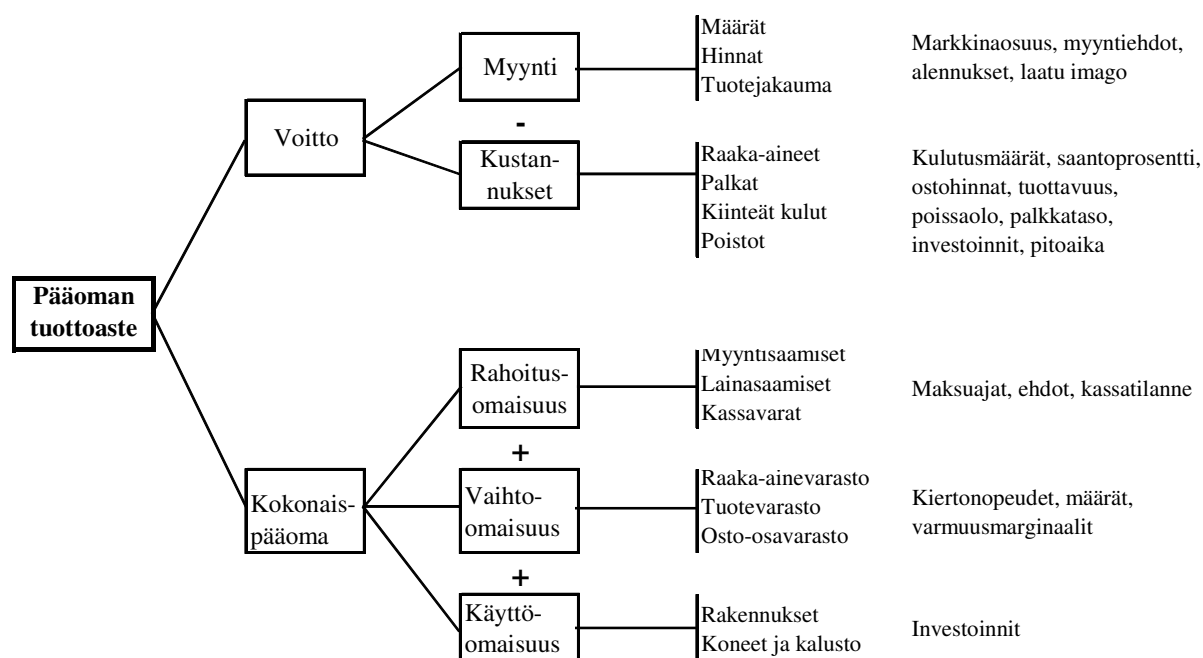 Määrät
Hinnat
Tuotejakauma
Markkinaosuus, myyntiehdot,
alennukset, laatu imago
Myynti
-
Voitto
Kustan-
nukset
Raaka-aineet
Palkat
Kiinteät kulut
Poistot
Kulutusmäärät, saantoprosentti,
ostohinnat, tuottavuus,
poissaolo, palkkataso,
investoinnit, pitoaika
Pääoman
tuottoaste
Rahoitus-
omaisuus
Myyntisaamiset
Lainasaamiset
Kassavarat
Maksuajat, ehdot, kassatilanne
+
Kokonais-
pääoma
Vaihto-
omaisuus
Raaka-ainevarasto
Tuotevarasto
Osto-osavarasto
Kiertonopeudet, määrät,
varmuusmarginaalit
+
Käyttö-
omaisuus
Rakennukset
Koneet ja kalusto
Investoinnit